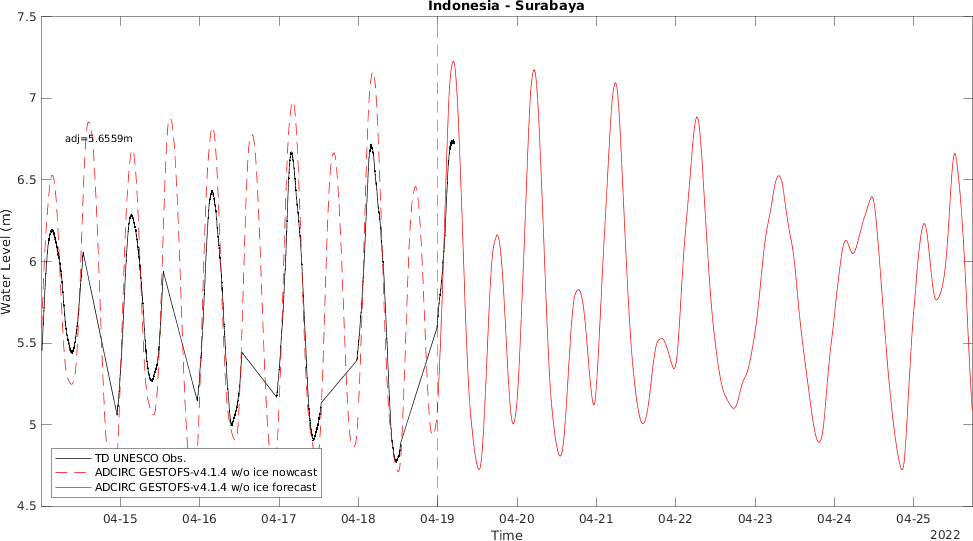 Indonesia - Surabaya
7.5
7
6.5
6
5.5
5
4.5
Water Level (m)
adj=5.6559m
TD UNESCO Obs.
ADCIRC GESTOFS-v4.1.4 w/o ice nowcast
ADCIRC GESTOFS-v4.1.4 w/o ice forecast
04-15 04-16 04-17 04-18 04-19 04-20 04-21 04-22 04-23 04-24 04-25
Time
2022